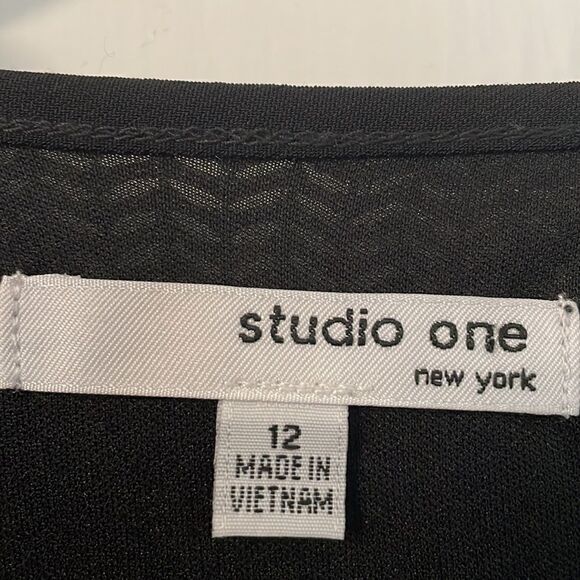 studio one
new york
12
MADE IN
VIETNAM